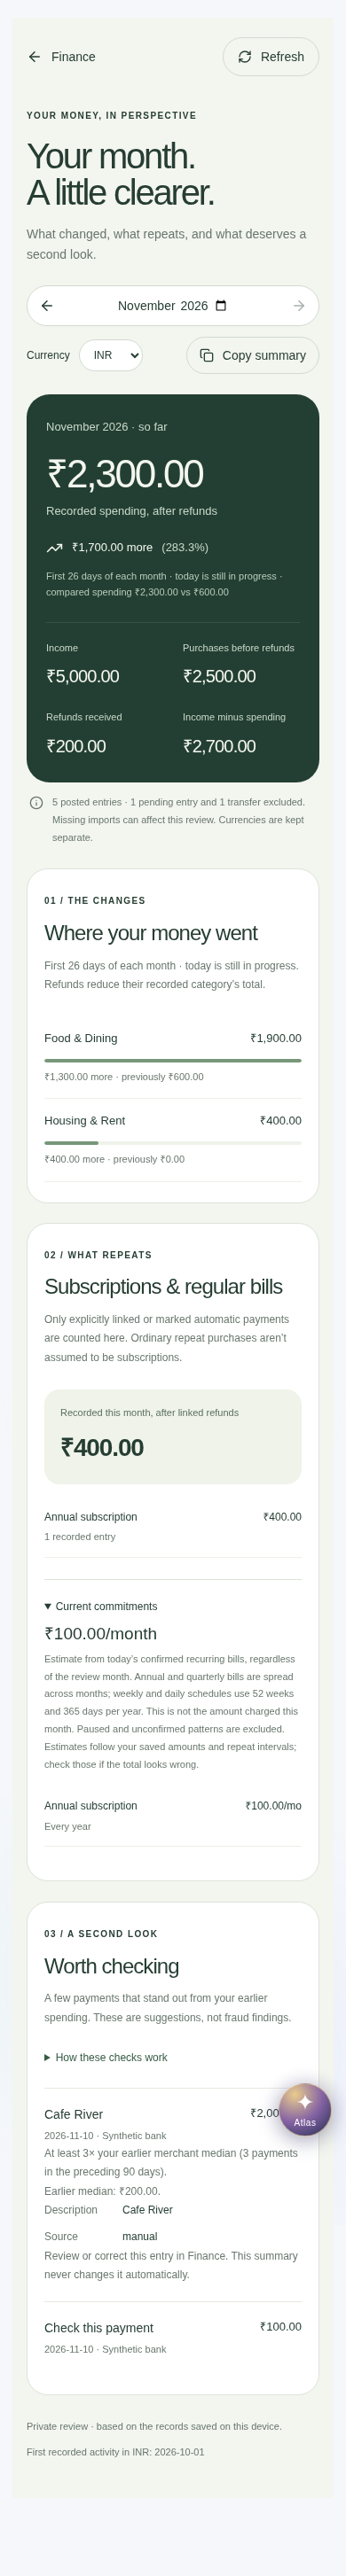 Finance
Refresh
YOUR MONEY, IN PERSPECTIVE
Your month.
A little clearer.
What changed, what repeats, and what deserves a
second look.
November 2026
Currency
INR
Copy summary
November 2026 · so far
₹2,300.00
Recorded spending, after refunds
₹1,700.00 more (283.3%)
First 26 days of each month · today is still in progress ·
compared spending ₹2,300.00 vs ₹600.00
Income
Purchases before refunds
₹5,000.00
₹2,500.00
Refunds received
Income minus spending
₹200.00
₹2,700.00
5 posted entries · 1 pending entry and 1 transfer excluded.
Missing imports can affect this review. Currencies are kept
separate.
01 / THE CHANGES
Where your money went
First 26 days of each month · today is still in progress.
Refunds reduce their recorded category's total.
Food & Dining
₹1,900.00
₹1,300.00 more · previously ₹600.00
Housing & Rent
₹400.00
₹400.00 more · previously ₹0.00
02 / WHAT REPEATS
Subscriptions & regular bills
Only explicitly linked or marked automatic payments
are counted here. Ordinary repeat purchases aren't
assumed to be subscriptions.
Recorded this month, after linked refunds
₹400.00
Annual subscription
₹400.00
1 recorded entry
Current commitments
₹100.00/month
Estimate from today's confirmed recurring bills, regardless
of the review month. Annual and quarterly bills are spread
across months; weekly and daily schedules use 52 weeks
and 365 days per year. This is not the amount charged this
month. Paused and unconfirmed patterns are excluded.
Estimates follow your saved amounts and repeat intervals;
check those if the total looks wrong.
Annual subscription
₹100.00/mo
Every year
03 / A SECOND LOOK
Worth checking
A few payments that stand out from your earlier
spending. These are suggestions, not fraud findings.
How these checks work
Cafe River
₹2,00
Atlas
2026-11-10 · Synthetic bank
At least 3× your earlier merchant median (3 payments
in the preceding 90 days).
Earlier median: ₹200.00.
Description Cafe River
Source manual
Review or correct this entry in Finance. This summary
never changes it automatically.
Check this payment
₹100.00
2026-11-10 · Synthetic bank
Private review · based on the records saved on this device.
First recorded activity in INR: 2026-10-01